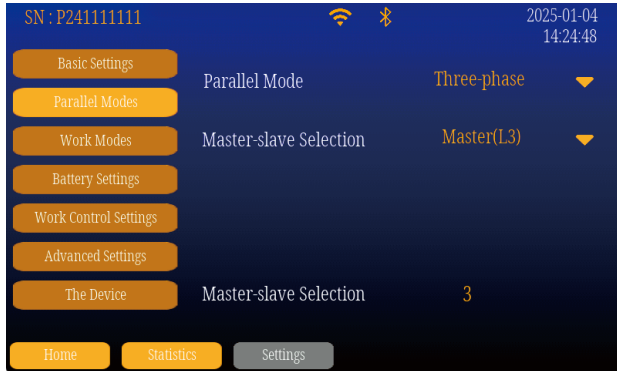 SN : P241111111
2025-01-04
14:24:48
Basic Settings
Parallel Modes
Work Modes
Battery Settings
Work Control Settings
Advanced Settings
The Device
Parallel Mode Three-phase
Master-slave Selection Master(L3)
Master-slave Selection 3
Home Statistics Settings